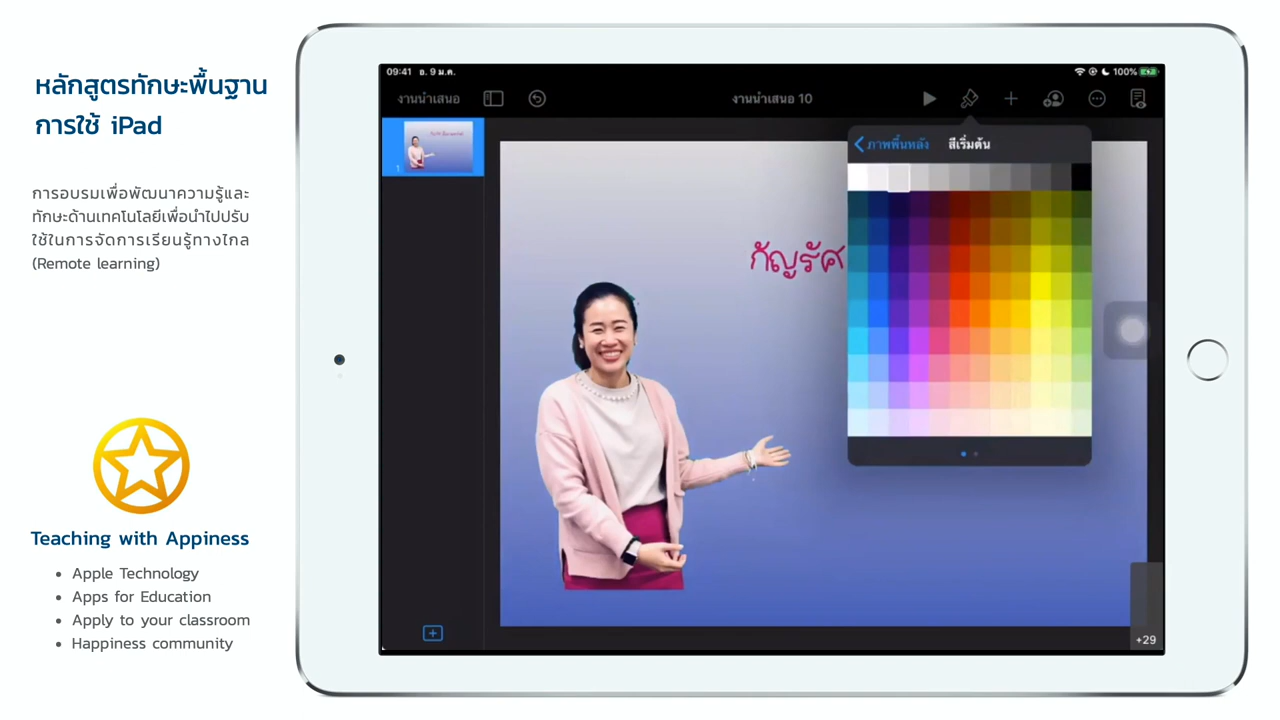 หลักสูตรทักษะพื้นฐาน
การใช้ iPad
การอบรมเพื่อพัฒนาความรู้และ
ทักษะด้านเทคโนโลยีเพื่อนำไปปรับ
ใช้ในการจัดการเรียนรู้ทางไกล
(Remote learning)
Teaching with Appiness
• Apple Technology
• Apps for Education
• Apply to your classroom
• Happiness community
09:41 อ. 9 ม.ค.
100%
งานนำเสนอ
งานนำเสนอ 10
ภาพพื้นหลัง สีเริ่มต้น
กัญรัศ
1
+29